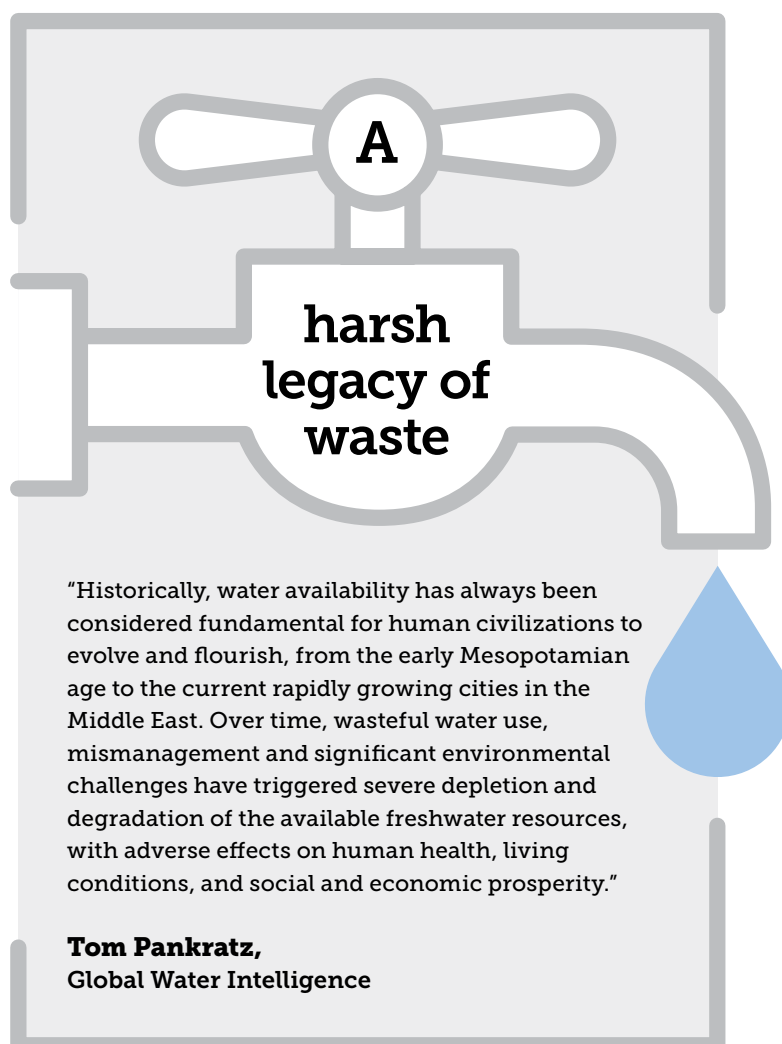 A
harsh
legacy of
waste
“Historically, water availability has always been
considered fundamental for human civilizations to
evolve and flourish, from the early Mesopotamian
age to the current rapidly growing cities in the
Middle East. Over time, wasteful water use,
mismanagement and significant environmental
challenges have triggered severe depletion and
degradation of the available freshwater resources,
with adverse effects on human health, living
conditions, and social and economic prosperity.”
Tom Pankratz,
Global Water Intelligence